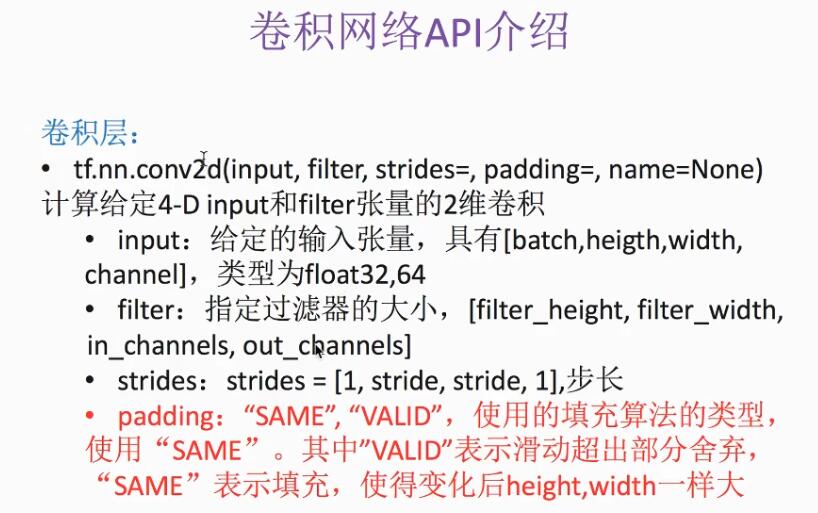 卷积网络API介绍
卷积层：
• tf.nn.conv2d(input, filter, strides=, padding=, name=None)
计算给定4-D input和filter张量的2维卷积
• input：给定的输入张量，具有[batch,heigth,width,
channel]，类型为float32,64
• filter：指定过滤器的大小，[filter_height, filter_width,
in_channels, out_channels]
• strides：strides = [1, stride, stride, 1],步长
• padding：“SAME”, “VALID”，使用的填充算法的类型，
使用“SAME”。其中”VALID”表示滑动超出部分舍弃，
“SAME”表示填充，使得变化后height,width一样大